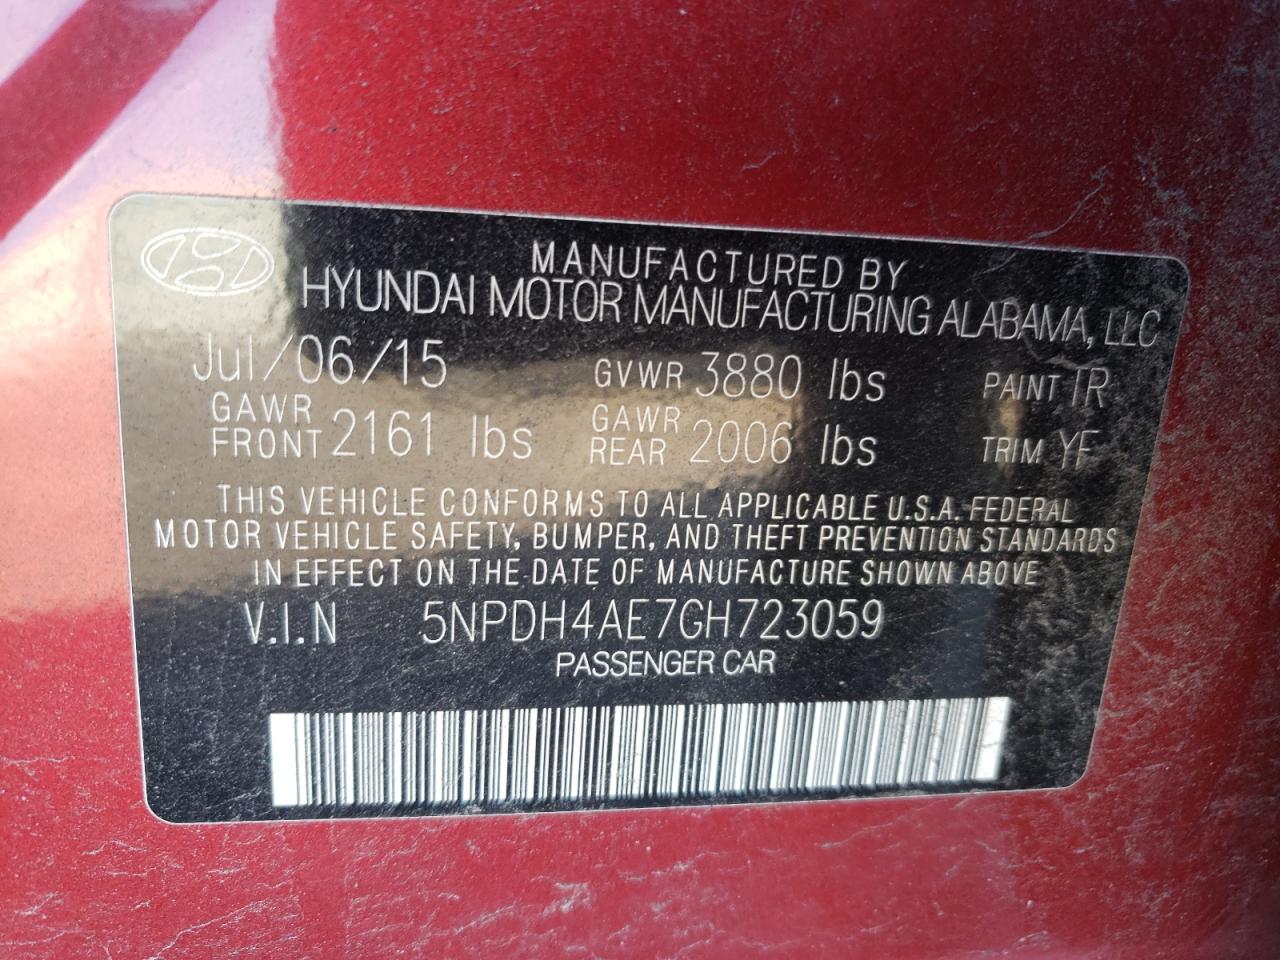 MANUFACTURED BY
HYUNDAI MOTOR MANUFACTURING ALABAMA, LLC
Jul/06/15 GVWR 3880 lbs PAINT TR
GAWR FRONT 2161 lbs GAWR REAR 2006 lbs TRIM YF
THIS VEHICLE CONFORMS TO ALL APPLICABLE U.S.A. FEDERAL
MOTOR VEHICLE SAFETY, BUMPER, AND THEFT PREVENTION STANDARDS
IN EFFECT ON THE DATE OF MANUFACTURE SHOWN ABOVE
V.I.N 5NPDH4AE7GH723059
PASSENGER CAR